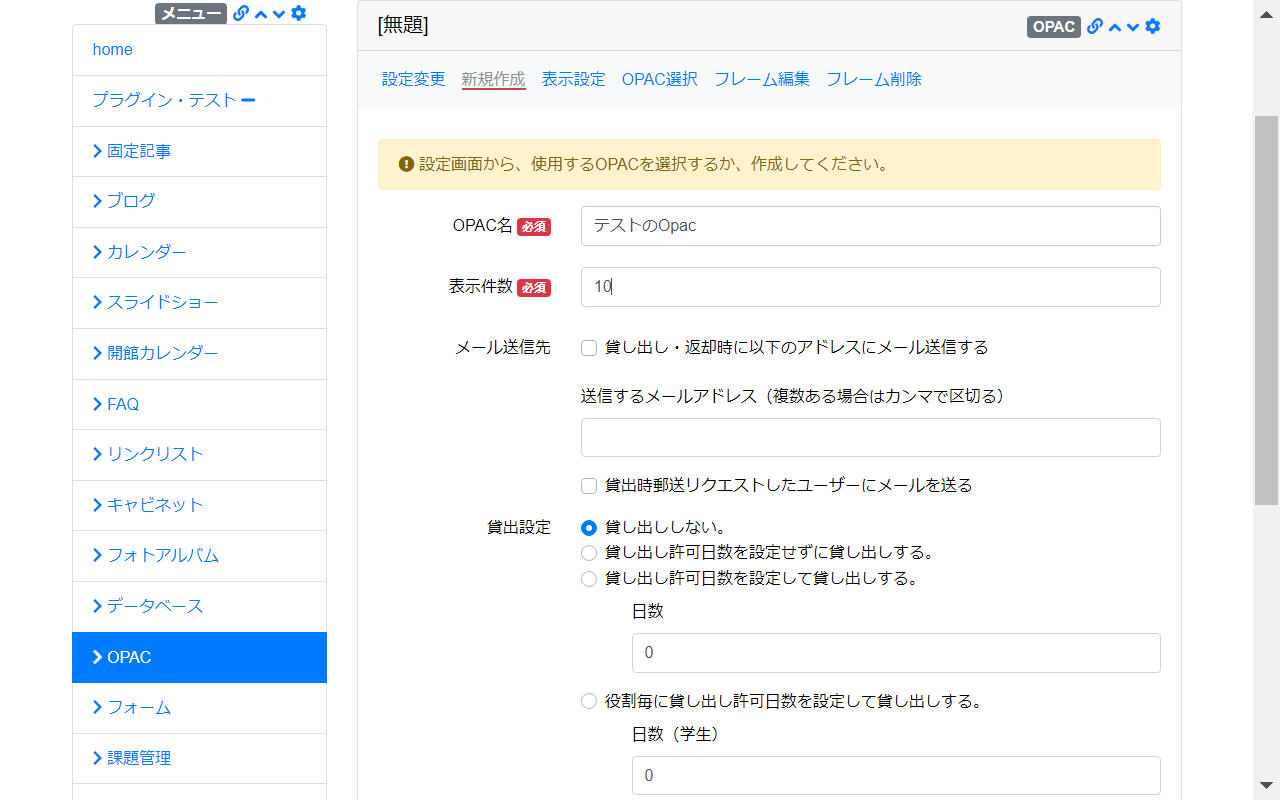 メニュー
home
プラグイン・テスト
固定記事
ブログ
カレンダー
スライドショー
開館カレンダー
FAQ
リンクリスト
キャビネット
フォトアルバム
データベース
OPAC
フォーム
課題管理
[無題]
OPAC
設定変更 新規作成 表示設定 OPAC選択 フレーム編集 フレーム削除
設定画面から、使用するOPACを選択するか、作成してください。
OPAC名 必須 テストのOpac
表示件数 必須 10
メール送信先 貸し出し・返却時に以下のアドレスにメール送信する
送信するメールアドレス（複数ある場合はカンマで区切る）
貸出時郵送リクエストしたユーザーにメールを送る
貸出設定 貸し出ししない。
貸し出し許可日数を設定せずに貸し出しする。
貸し出し許可日数を設定して貸し出しする。
日数
0
役割毎に貸し出し許可日数を設定して貸し出しする。
日数（学生）
0